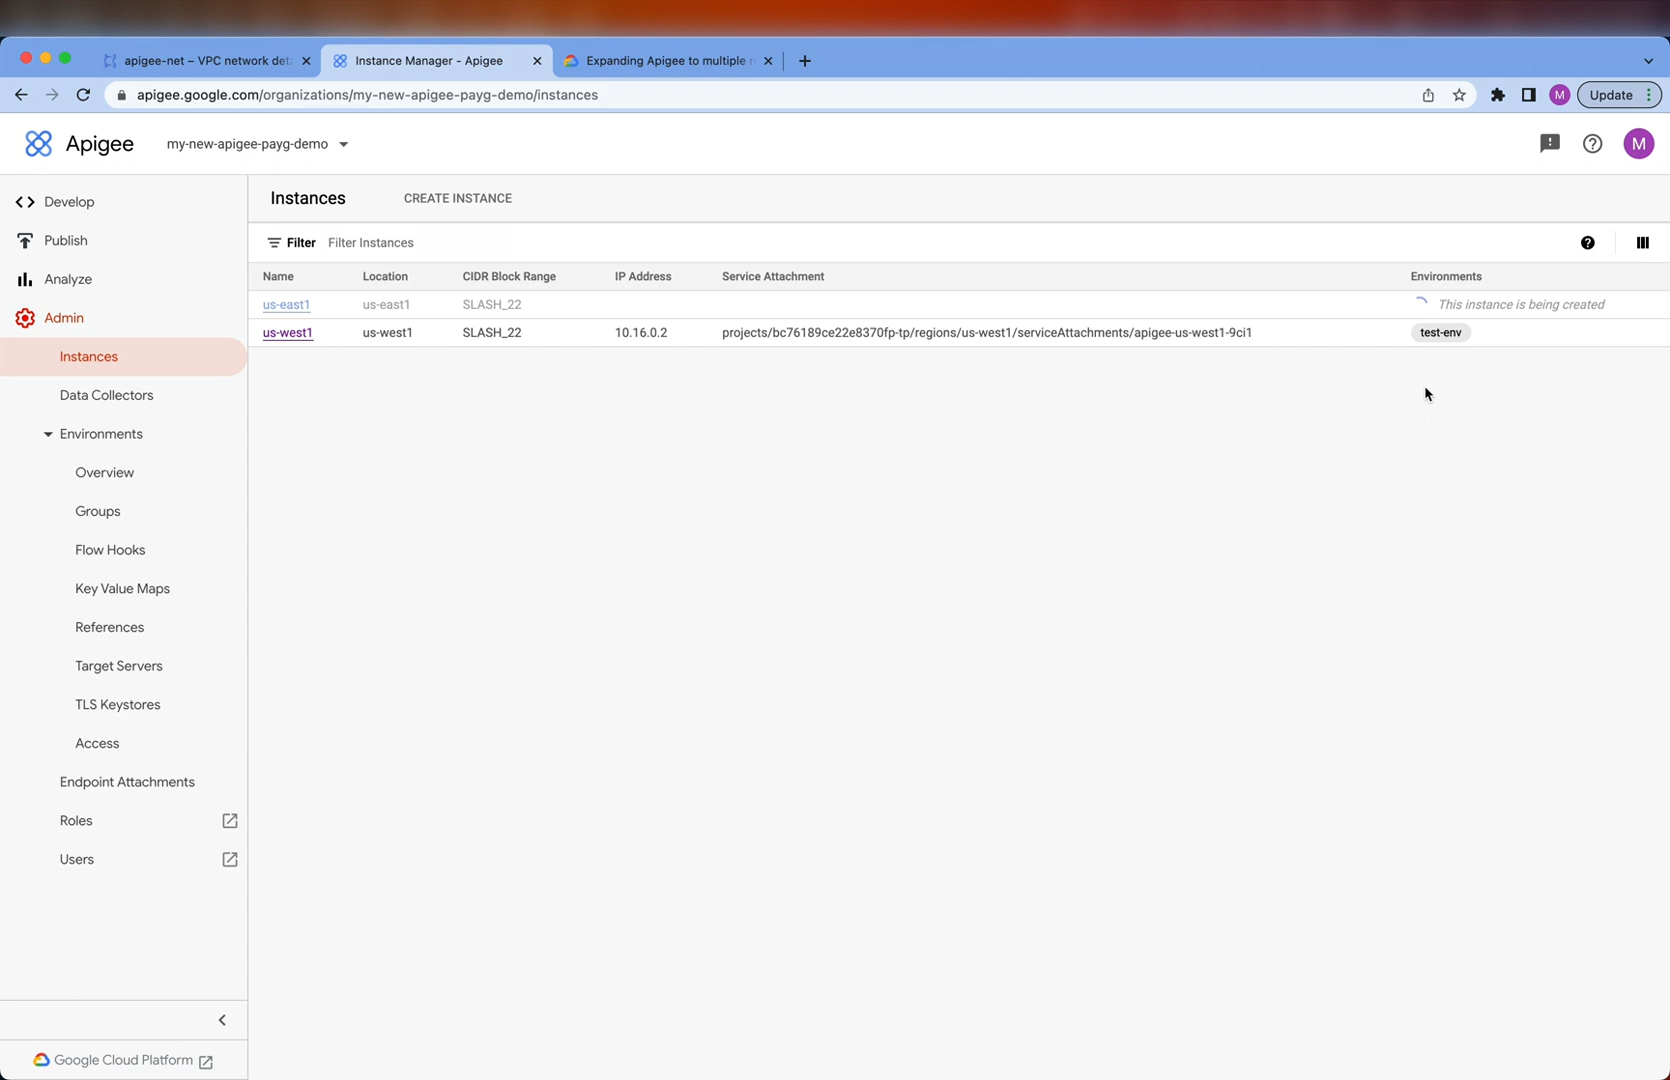 apigee-net – VPC network det
Instance Manager - Apigee
Expanding Apigee to multiple r
apigee.google.com/organizations/my-new-apigee-payg-demo/instances
M
Update
Apigee
my-new-apigee-payg-demo
M
Develop
Publish
Analyze
Admin
Instances
Data Collectors
Environments
Overview
Groups
Flow Hooks
Key Value Maps
References
Target Servers
TLS Keystores
Access
Endpoint Attachments
Roles
Users
Google Cloud Platform
Instances CREATE INSTANCE
Filter Filter Instances
Name Location CIDR Block Range IP Address Service Attachment Environments
us-east1 us-east1 SLASH_22 This instance is being created
us-west1 us-west1 SLASH_22 10.16.0.2 projects/bc76189ce22e8370fp-tp/regions/us-west1/serviceAttachments/apigee-us-west1-9ci1 test-env